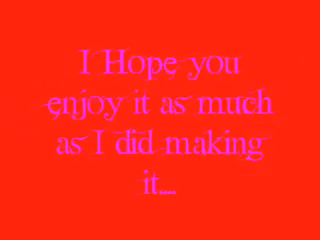 I Hope you
enjoy it as much
as I did making
it....